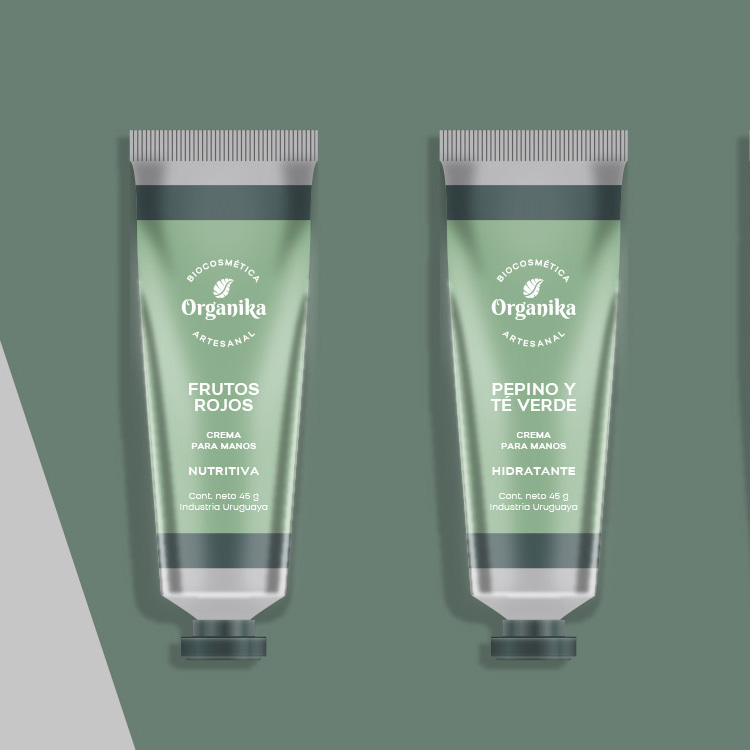 BIOCOSMÉTICA
Organika
ARTESANAL
FRUTOS
ROJOS
CREMA
PARA MANOS
NUTRITIVA
Cont. neto 45 g
Industria Uruguaya
BIOCOSMÉTICA
Organika
ARTESANAL
PEPINO Y
TÉ VERDE
CREMA
PARA MANOS
HIDRATANTE
Cont. neto 45 g
Industria Uruguaya